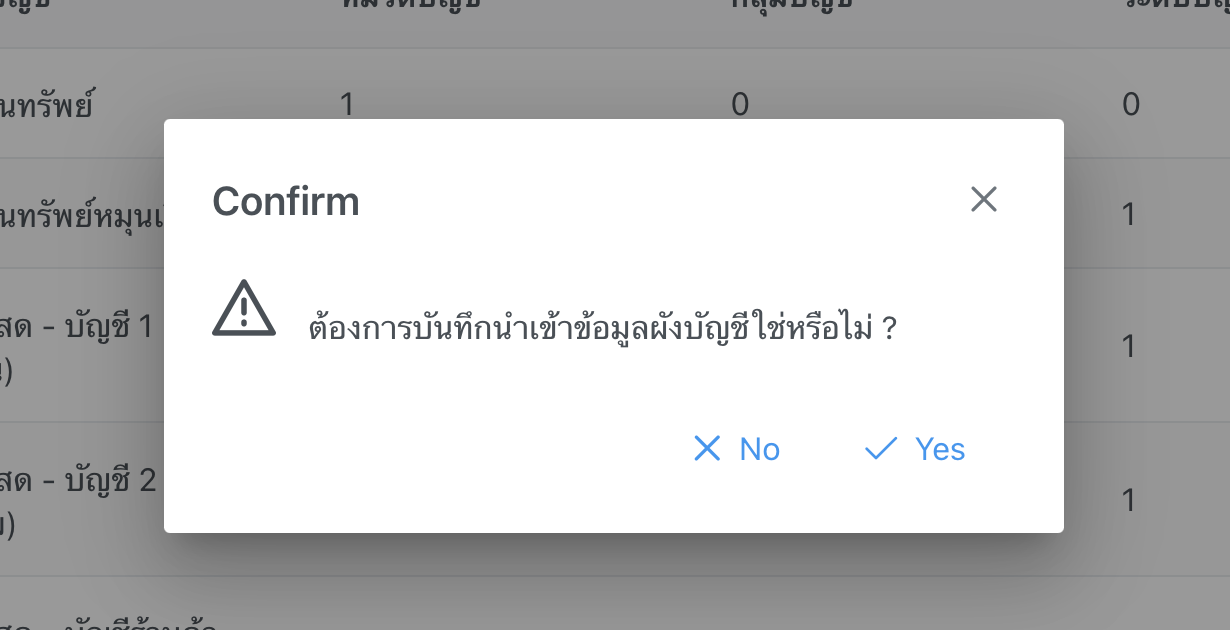 นทรัพย์ 1 0 0
Confirm
นทรัพย์หมุน 1
ต้องการบันทึกนำเข้าข้อมูลผังบัญชี ใช่หรือไม่ ?
สด - บัญชี 1 1
No Yes
สด - บัญชี 2 1